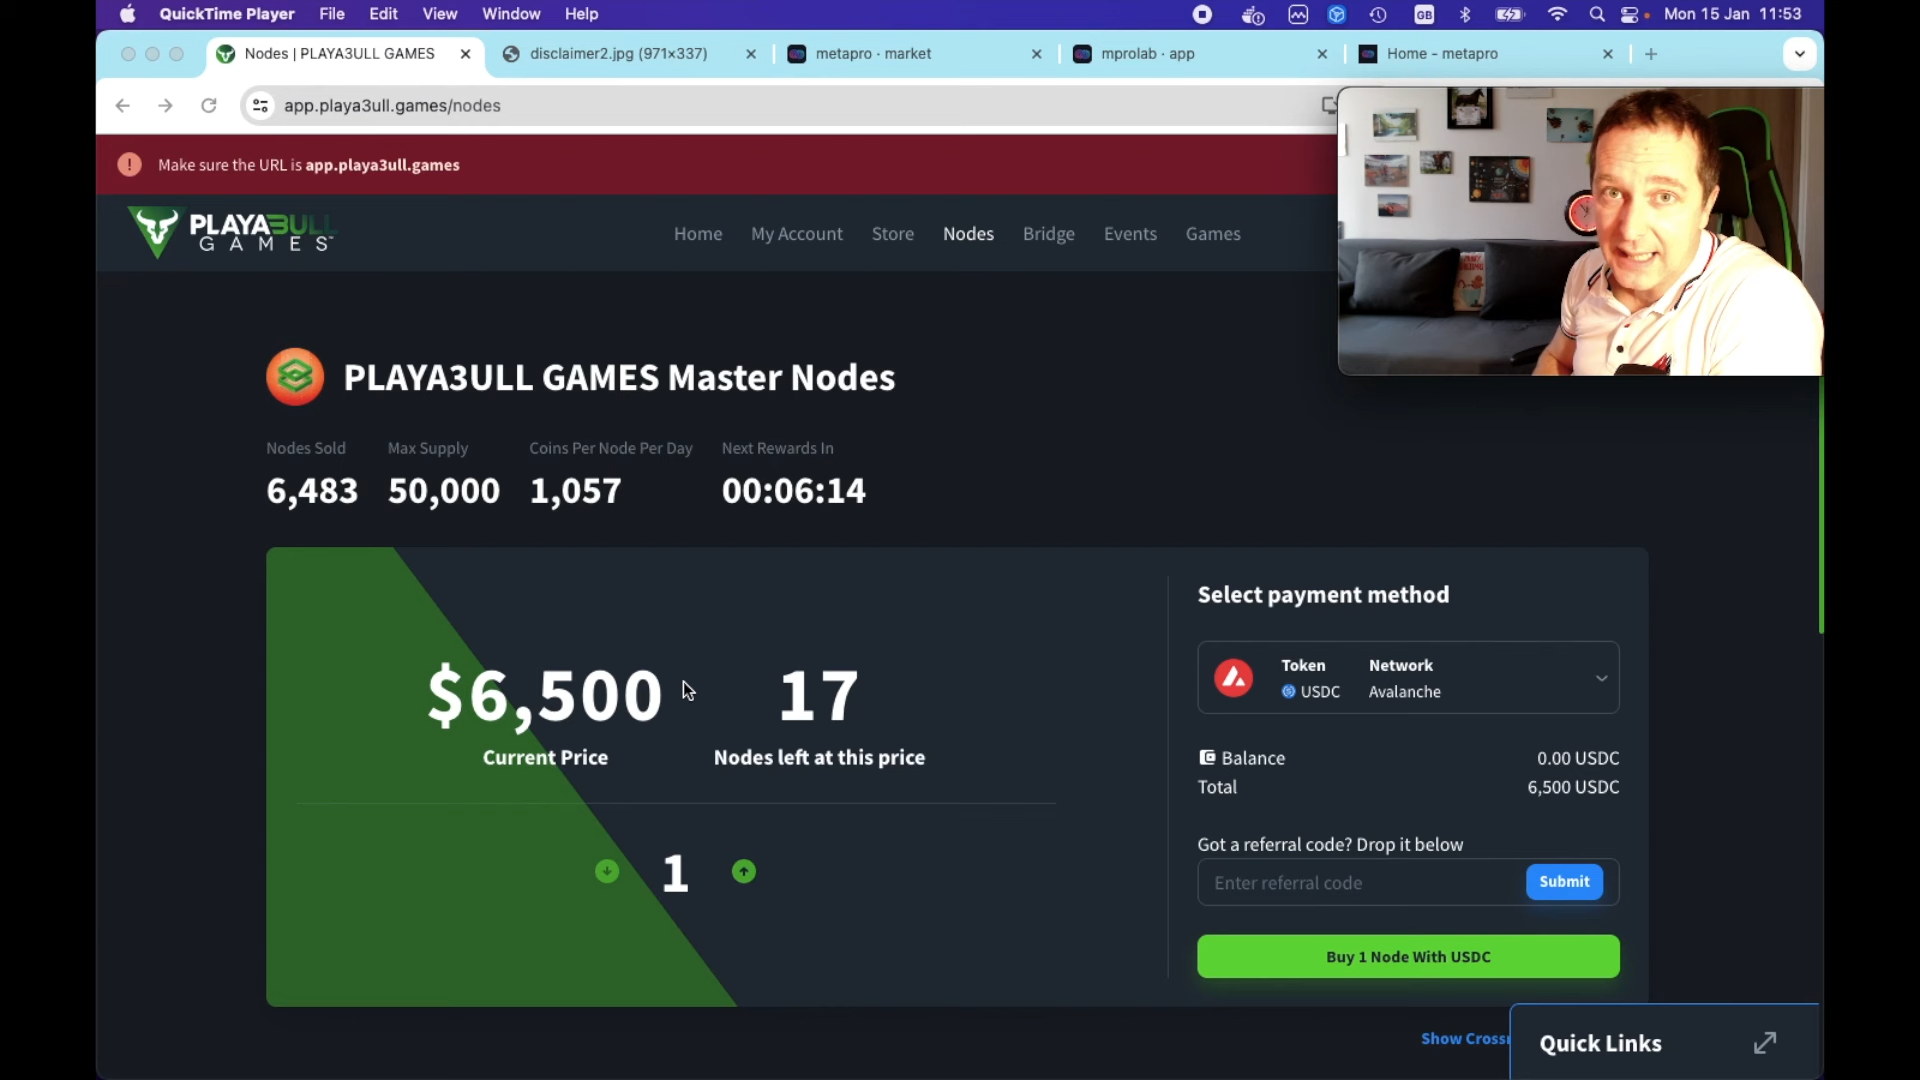 QuickTime Player File Edit View Window Help GB Mon 15 Jan 11:53
Nodes | PLAYA3ULL GAMES disclaimer2.jpg (971×337) metapro · market mprolab · app Home - metapro
app.playa3ull.games/nodes
Make sure the URL is app.playa3ull.games
PLAYA3ULL
GAMES
Home My Account Store Nodes Bridge Events Games
PLAYA3ULL GAMES Master Nodes
Nodes Sold Max Supply Coins Per Node Per Day Next Rewards In
6,483 50,000 1,057 00:06:14
$6,500 17
Current Price Nodes left at this price
1
Select payment method
Token Network
USDC Avalanche
Balance 0.00 USDC
Total 6,500 USDC
Got a referral code? Drop it below
Enter referral code Submit
Buy 1 Node With USDC
Show
Quick Links